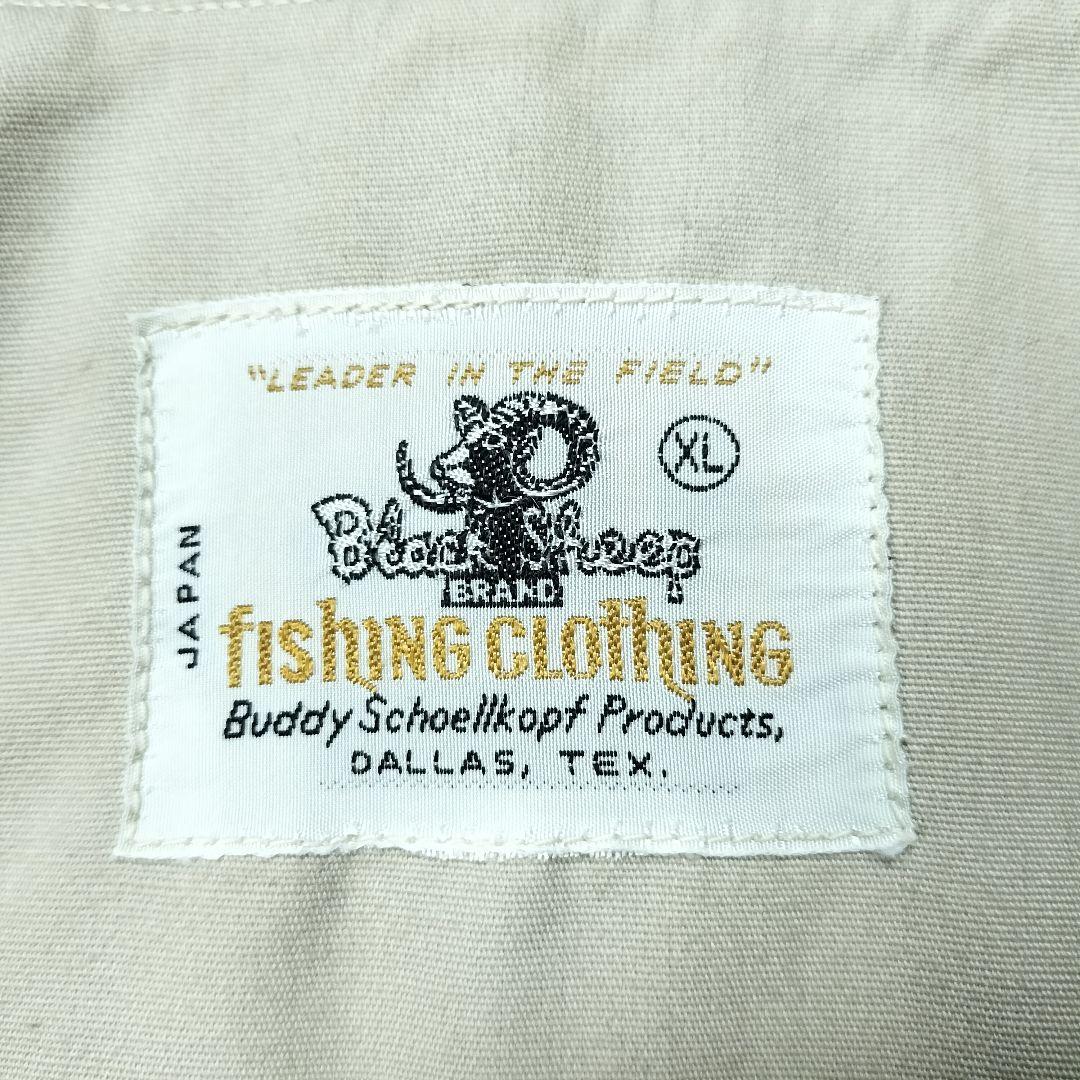 "LEADER IN THE FIELD"
XL
Black Sheep
BRAND
JAPAN
fishing clothing
Buddy Schoellkopf Products,
DALLAS, TEX.